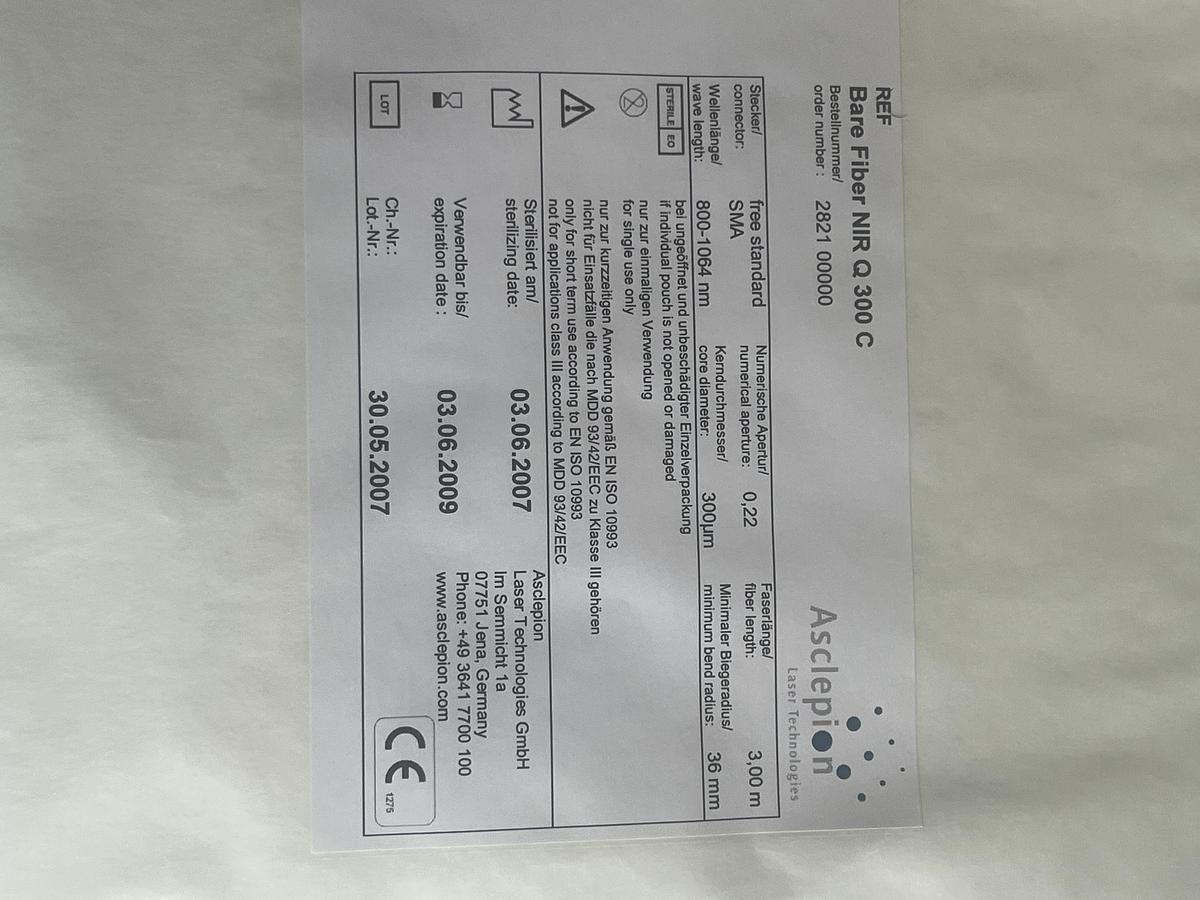 REF
Bare Fiber NIR Q 300 C
Bestellnummer/
order number : 2821 00000
Asclepion
Laser Technologies
Stecker/
connector:
free standard
SMA
Numerische Apertur/
numerical aperture: 0,22
Faserlänge/
fiber length: 3,00 m
Wellenlänge/
wave length: 800-1064 nm
Kerndurchmesser/
core diameter: 300µm
Minimaler Biegeradius/
minimum bend radius: 36 mm
STERILE EO
bei ungeöffnet und unbeschädigter Einzelverpackung
if individual pouch is not opened or damaged
2
nur zur einmaligen Verwendung
for single use only
nur zur kurzzeitigen Anwendung gemäß EN ISO 10993
nicht für Einsatzfälle die nach MDD 93/42/EEC zu Klasse III gehören
only for short term use according to EN ISO 10993
not for applications class III according to MDD 93/42/EEC
Sterilisiert am/
sterilizing date: 03.06.2007
Verwendbar bis/
expiration date : 03.06.2009
LOT
Ch.-Nr.:
Lot.-Nr.: 30.05.2007
Asclepion
Laser Technologies GmbH
Im Semmicht 1a
07751 Jena, Germany
Phone: +49 3641 7700 100
www.asclepion.com
CE 1275